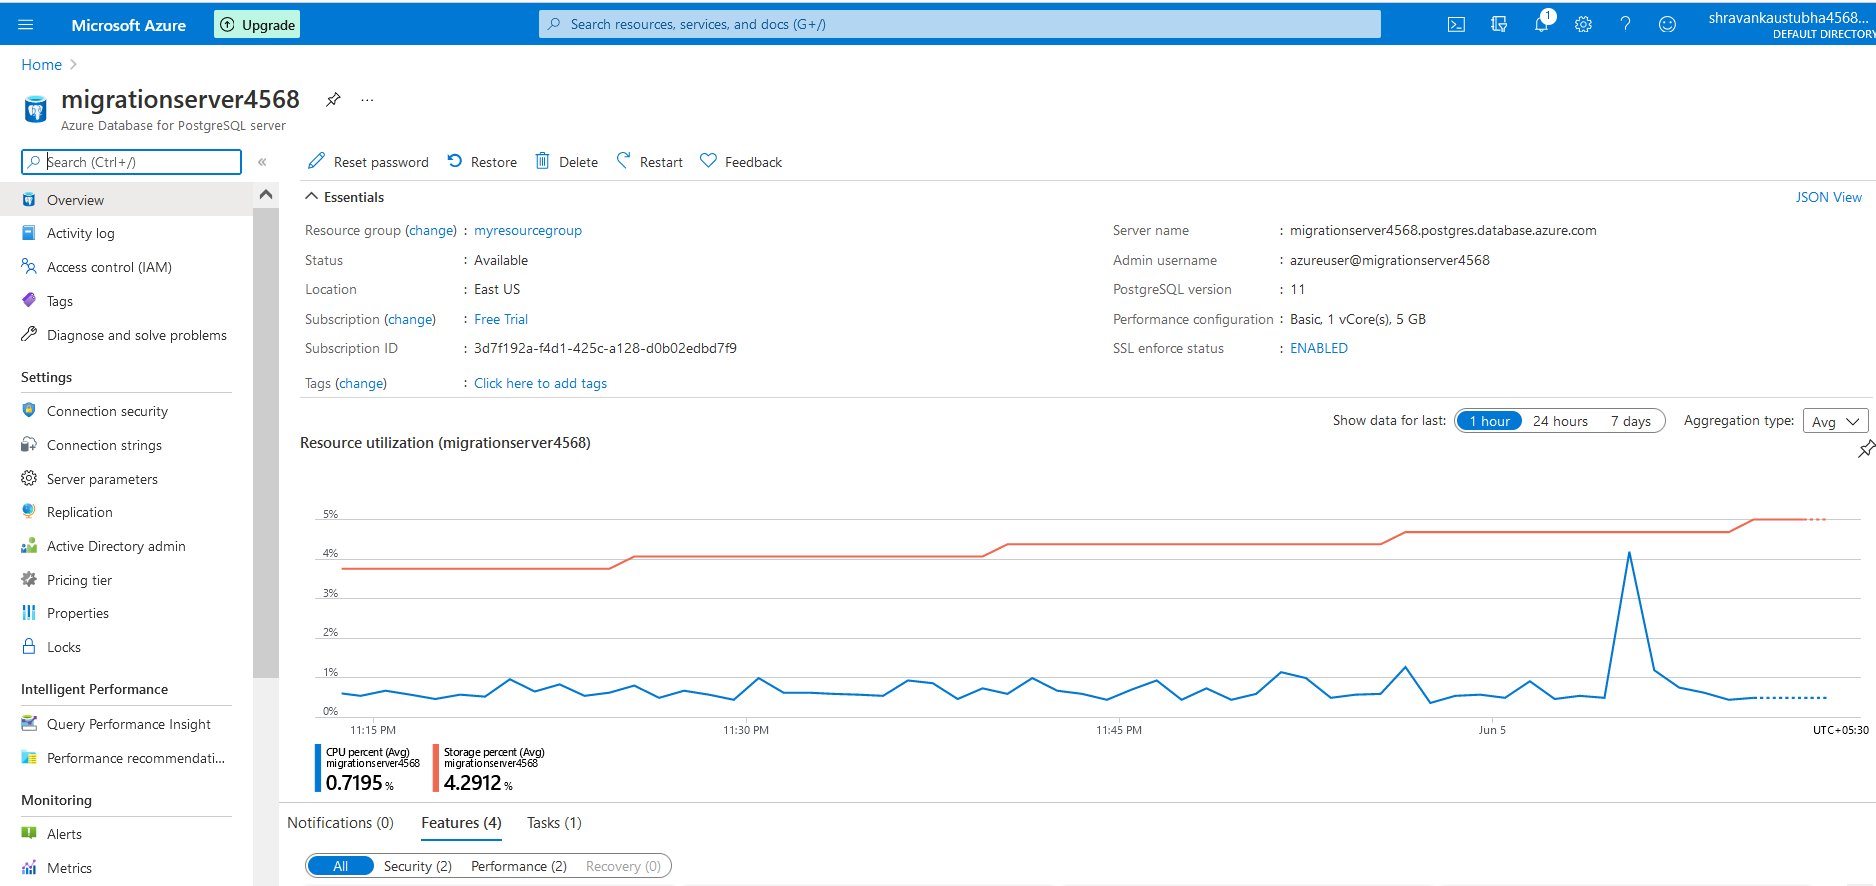 Microsoft Azure
Upgrade
Search resources, services, and docs (G+/)
1
shravankaustubha4568...
DEFAULT DIRECTORY
Home
migrationserver4568
...
Azure Database for PostgreSQL server
Search (Ctrl+/)
«
Reset password
Restore
Delete
Restart
Feedback
Overview
Activity log
Access control (IAM)
Tags
Diagnose and solve problems
Settings
Connection security
Connection strings
Server parameters
Replication
Active Directory admin
Pricing tier
Properties
Locks
Intelligent Performance
Query Performance Insight
Performance recommendati...
Monitoring
Alerts
Metrics
Essentials
JSON View
Resource group (change) : myresourcegroup
Status : Available
Location : East US
Subscription (change) : Free Trial
Subscription ID : 3d7f192a-f4d1-425c-a128-d0b02edbd7f9
Tags (change) : Click here to add tags
Server name : migrationserver4568.postgres.database.azure.com
Admin username : azureuser@migrationserver4568
PostgreSQL version : 11
Performance configuration : Basic, 1 vCore(s), 5 GB
SSL enforce status : ENABLED
Show data for last: 1 hour 24 hours 7 days Aggregation type: Avg
Resource utilization (migrationserver4568)
5%
4%
3%
2%
1%
0%
11:15 PM 11:30 PM 11:45 PM Jun 5 UTC+05:30
CPU percent (Avg)
migrationserver4568
0.7195 %
Storage percent (Avg)
migrationserver4568
4.2912 %
Notifications (0) Features (4) Tasks (1)
All Security (2) Performance (2) Recovery (0)